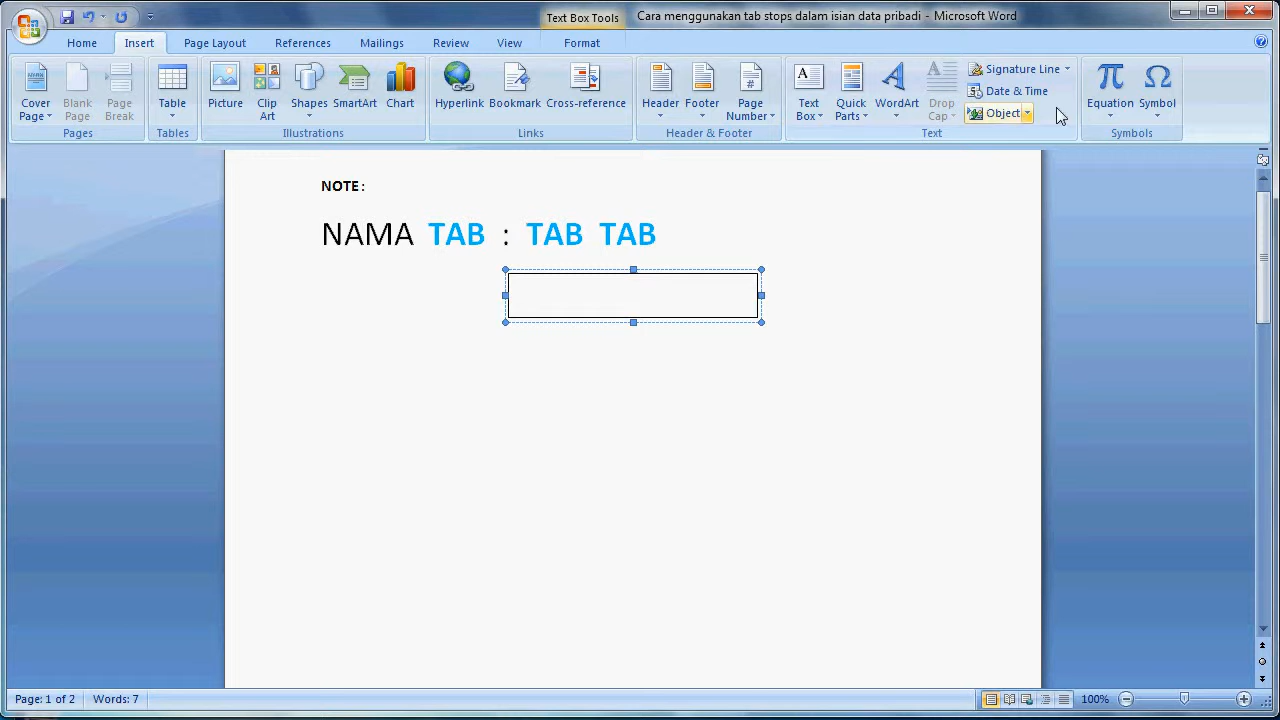 Text Box Tools
Cara menggunakan tab stops dalam isian data pribadi - Microsoft Word
Home Insert Page Layout References Mailings Review View Format
Cover Page
Blank Page
Page Break
Table
Picture
Clip Art
Shapes
SmartArt
Chart
Hyperlink
Bookmark
Cross-reference
Header
Footer
Page Number
Text Box
Quick Parts
WordArt
Drop Cap
Signature Line
Date & Time
Object
Equation
Symbol
Pages Tables Illustrations Links Header & Footer Text Symbols
NOTE:
NAMA TAB : TAB TAB
Page: 1 of 2 Words: 7 100%